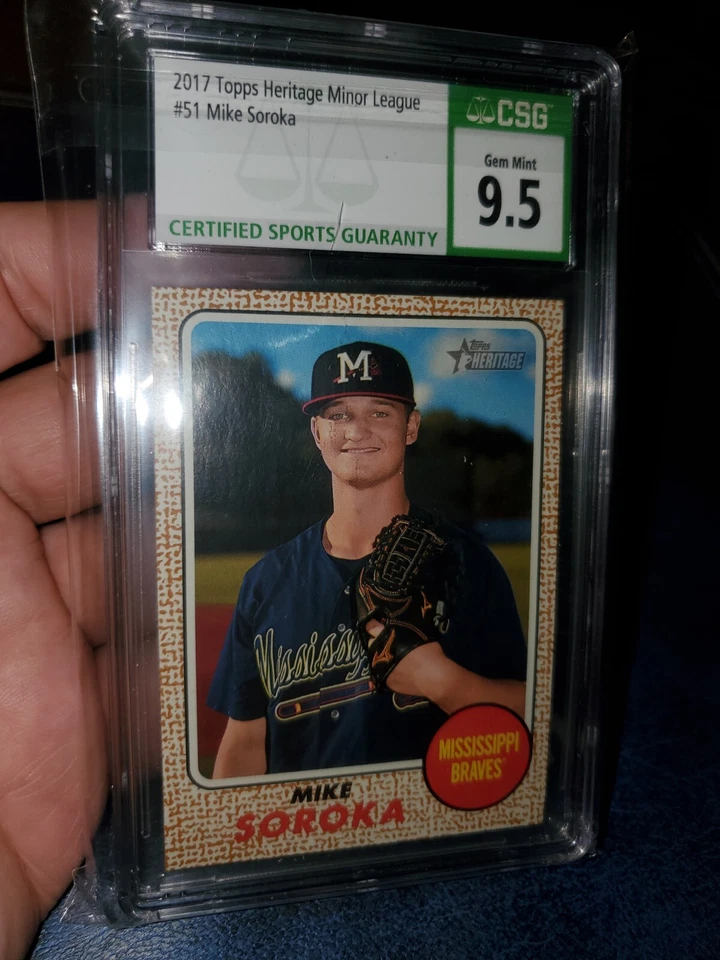 2017 Topps Heritage Minor League
#51 Mike Soroka
CSG
Gem Mint
9.5
CERTIFIED SPORTS GUARANTY
TOPPS
HERITAGE
M
Mississippi
MISSISSIPPI
BRAVES
MIKE
SOROKA